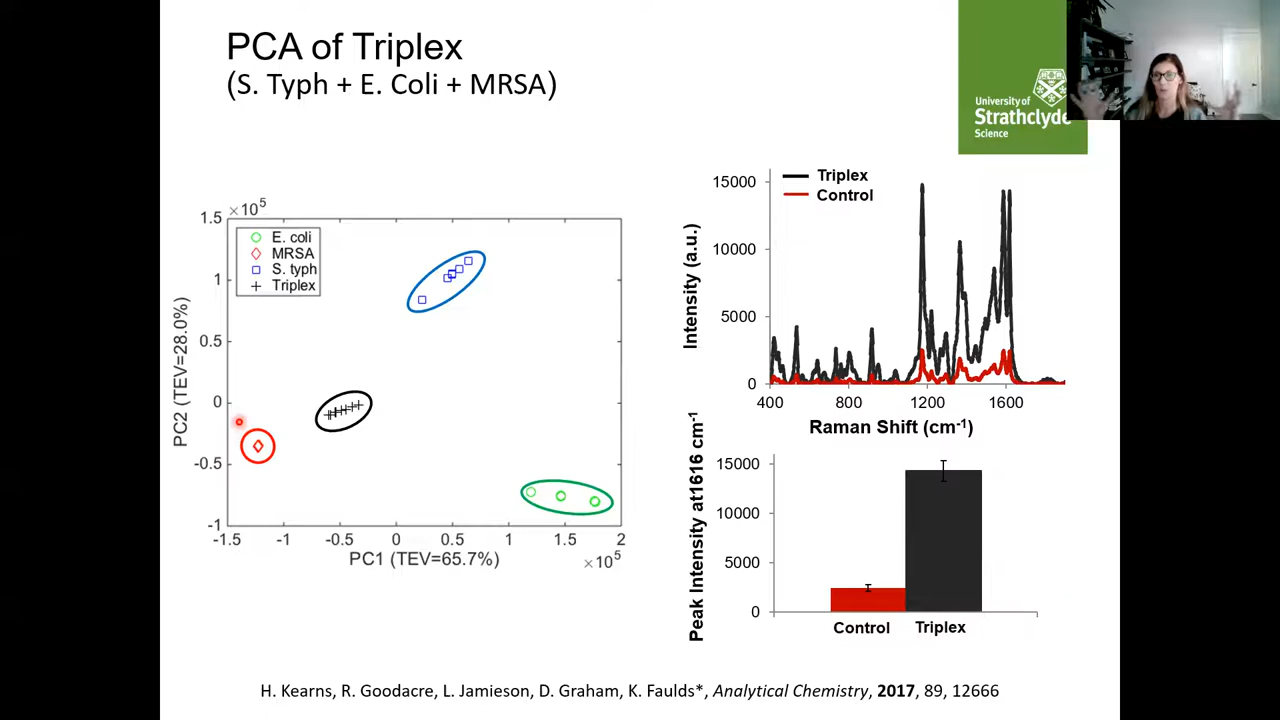 PCA of Triplex
(S. Typh + E. Coli + MRSA)
University of
Strathclyde
Science
1.5 ×10⁵
E. coli
MRSA
S. typh
Triplex
1
0.5
0
-0.5
-1
PC2 (TEV=28.0%)
-1.5 -1 -0.5 0 0.5 1 1.5 2
PC1 (TEV=65.7%)
×10⁵
Triplex
Control
15000
10000
5000
0
Intensity (a.u.)
400 800 1200 1600
Raman Shift (cm⁻¹)
15000
10000
5000
0
Peak Intensity at1616 cm⁻¹
Control Triplex
H. Kearns, R. Goodacre, L. Jamieson, D. Graham, K. Faulds*, Analytical Chemistry, 2017, 89, 12666